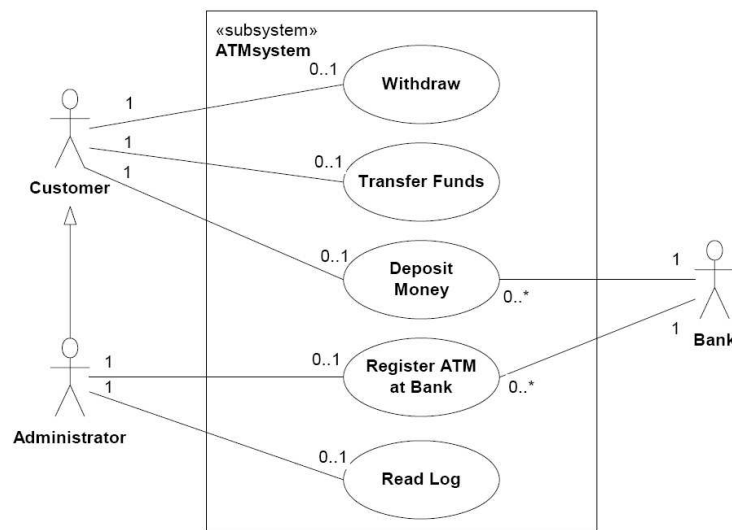 «subsystem»
ATMsystem
0..1
Withdraw
1
1
0..1
Transfer Funds
1
Customer
0..1
Deposit
Money
1
0..*
1
Bank
1
0..1
Register ATM
at Bank
1
0..*
Administrator
0..1
Read Log